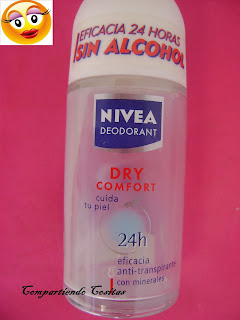 EFICACIA 24 HORAS
SIN ALCOHOL
NIVEA
DEODORANT
DRY
COMFORT
cuida
tu piel
24h
eficacia
anti-transpirante
con minerales
Compartiendo Cositas